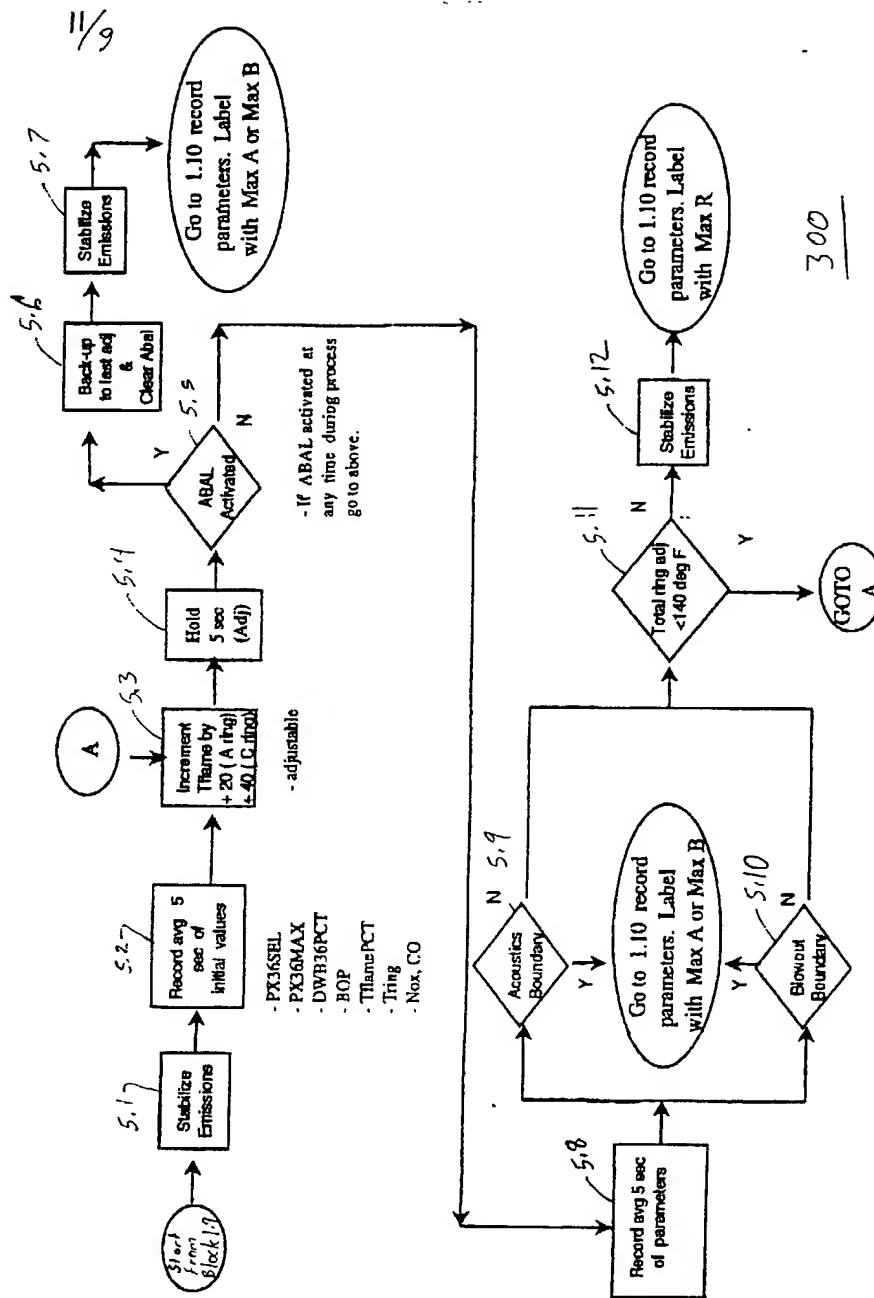 11/9
Start
from
Block 1.9
5.1
Stabilize
Emissions
5.2
Record avg 5
sec of
initial values
- PX36SEL
- PX36MAX
- DWB36PCT
- BOP
- TflamePCT
- Tring
- Nox, CO
A
5.3
Increment
Tflame by
+ 20 ( A ring)
+ 40 ( C ring)
- adjustable
5.4
Hold
5 sec
(Adj)
5.5
ABAL
Activated
Y
N
- If ABAL activated at
any time during process
go to above.
5.6
Back-up
to last adj
&
Clear Abal
5.7
Stabilize
Emissions
Go to 1.10 record
parameters. Label
with Max A or Max B
5.8
Record avg 5 sec
of parameters
5.9
Acoustics
Boundary
N
Y
Go to 1.10 record
parameters. Label
with Max A or Max B
5.10
Blowout
Boundary
Y
N
5.11
Total ring adj
<140 deg F
N
Y
GOTO
A
5.12
Stabilize
Emissions
Go to 1.10 record
parameters. Label
with Max R
300